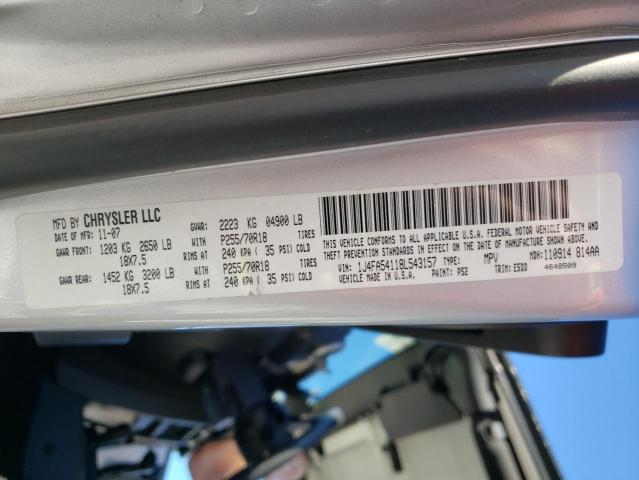 MFD BY CHRYSLER LLC
DATE OF MFR: 11-07 GVWR: 2223 KG 04900 LB
GAWR FRONT: 1203 KG 2650 LB WITH P255/70R18 TIRES
18X7.5 RIMS AT 240 KPA ( 35 PSI) COLD
GAWR REAR: 1452 KG 3200 LB WITH P255/70R18 TIRES
18X7.5 RIMS AT 240 KPA ( 35 PSI) COLD
THIS VEHICLE CONFORMS TO ALL APPLICABLE U.S.A. FEDERAL MOTOR VEHICLE SAFETY AND
THEFT PREVENTION STANDARDS IN EFFECT ON THE DATE OF MANUFACTURE SHOWN ABOVE.
VIN: 1J4FA54118L543157 TYPE: MPV MDH: 110914 814AA
VEHICLE MADE IN U.S.A. PAINT: PS2 TRIM: E5DD 4648509